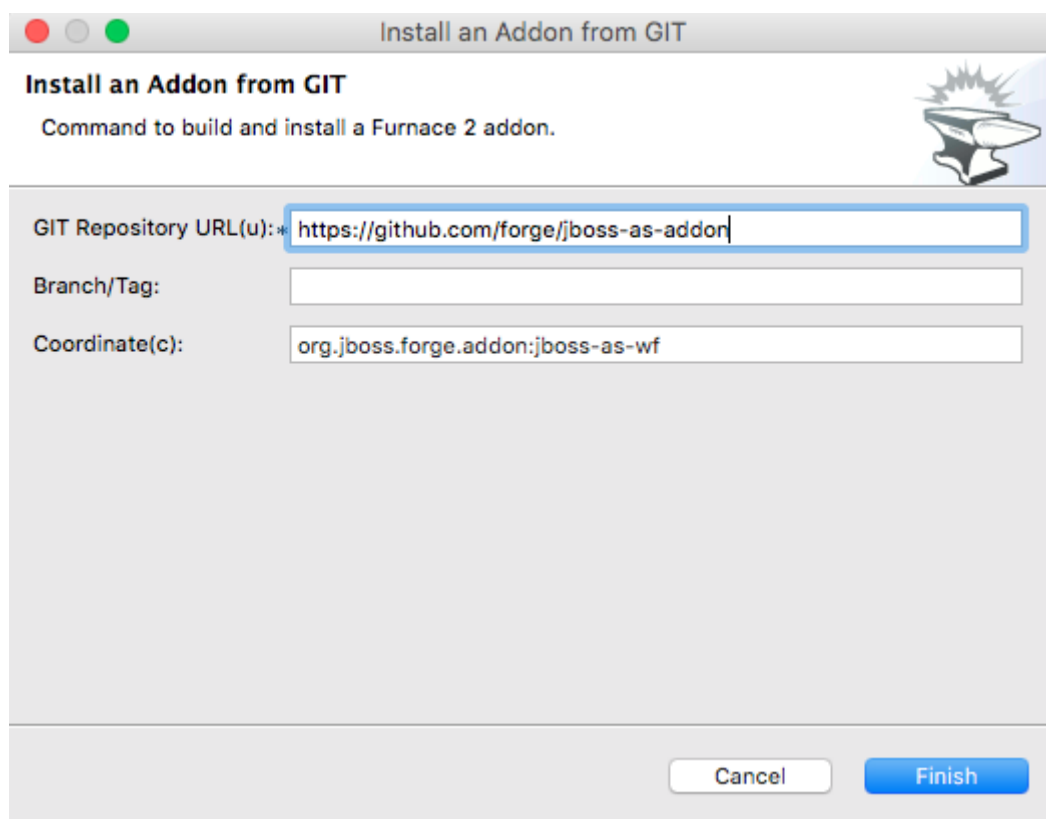 Install an Addon from GIT
Install an Addon from GIT
Command to build and install a Furnace 2 addon.
GIT Repository URL(u):* https://github.com/forge/jboss-as-addon
Branch/Tag:
Coordinate(c): org.jboss.forge.addon:jboss-as-wf
Cancel Finish